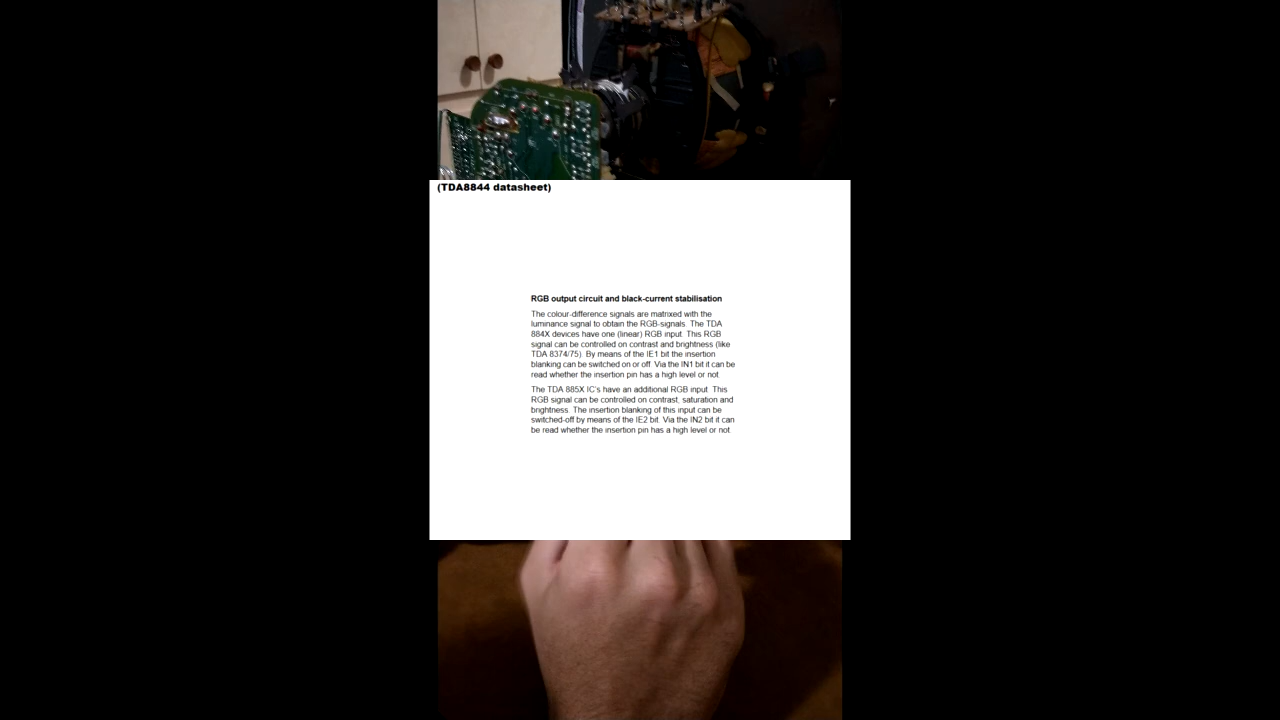 (TDA8844 datasheet)
RGB output circuit and black-current stabilisation
The colour-difference signals are matrixed with the
luminance signal to obtain the RGB-signals. The TDA
884X devices have one (linear) RGB input. This RGB
signal can be controlled on contrast and brightness (like
TDA 8374/75). By means of the IE1 bit the insertion
blanking can be switched on or off. Via the IN1 bit it can be
read whether the insertion pin has a high level or not.
The TDA 885X IC's have an additional RGB input. This
RGB signal can be controlled on contrast, saturation and
brightness. The insertion blanking of this input can be
switched-off by means of the IE2 bit. Via the IN2 bit it can
be read whether the insertion pin has a high level or not.